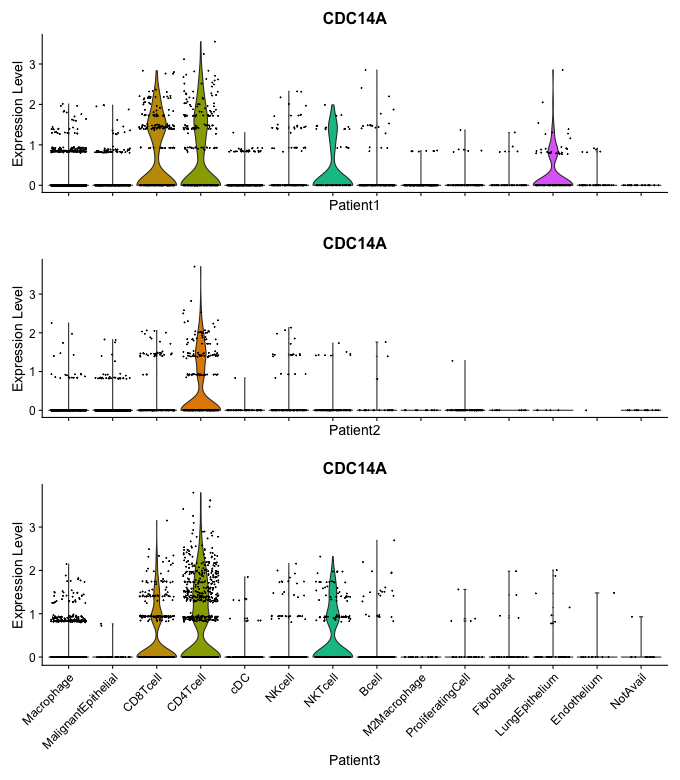 CDC14A
Expression Level
3
2
1
0
Patient1
CDC14A
Expression Level
3
2
1
0
Patient2
CDC14A
Expression Level
3
2
1
0
Macrophage
MalignantEpithelial
CD8Tcell
CD4Tcell
cDC
NKcell
NKTcell
Bcell
M2Macrophage
ProliferatingCell
Fibroblast
LungEpithelium
Endothelium
NotAvail
Patient3